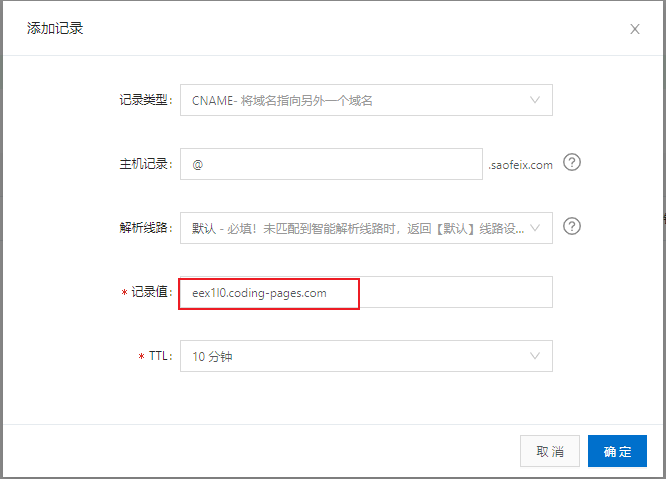 添加记录
记录类型: CNAME- 将域名指向另外一个域名
主机记录: @ .saofeix.com ?
解析线路: 默认 - 必填！未匹配到智能解析线路时，返回【默认】线路设... ?
* 记录值: eex1l0.coding-pages.com
* TTL: 10 分钟
取消 确定